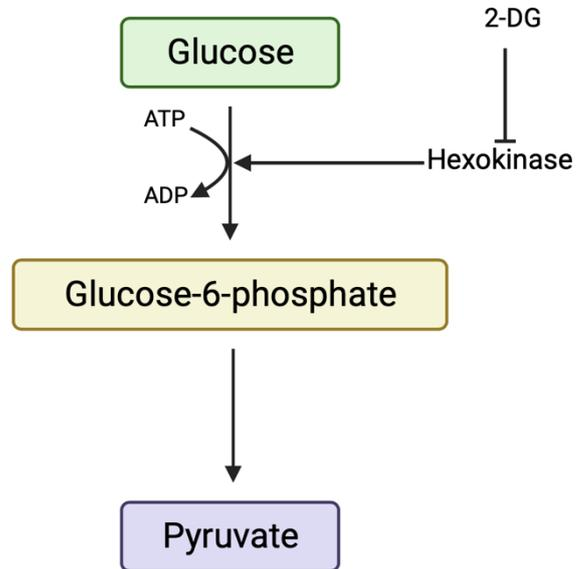 2-DG
Glucose
ATP
Hexokinase
ADP
Glucose-6-phosphate
Pyruvate